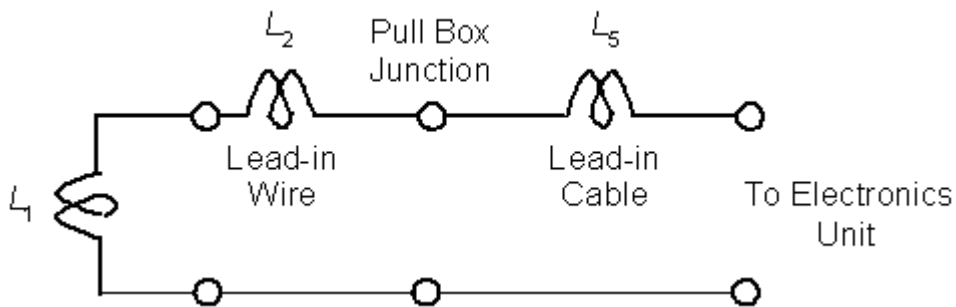 L2
Pull Box
Junction
L5
Lead-in
Wire
Lead-in
Cable
L1
To Electronics
Unit